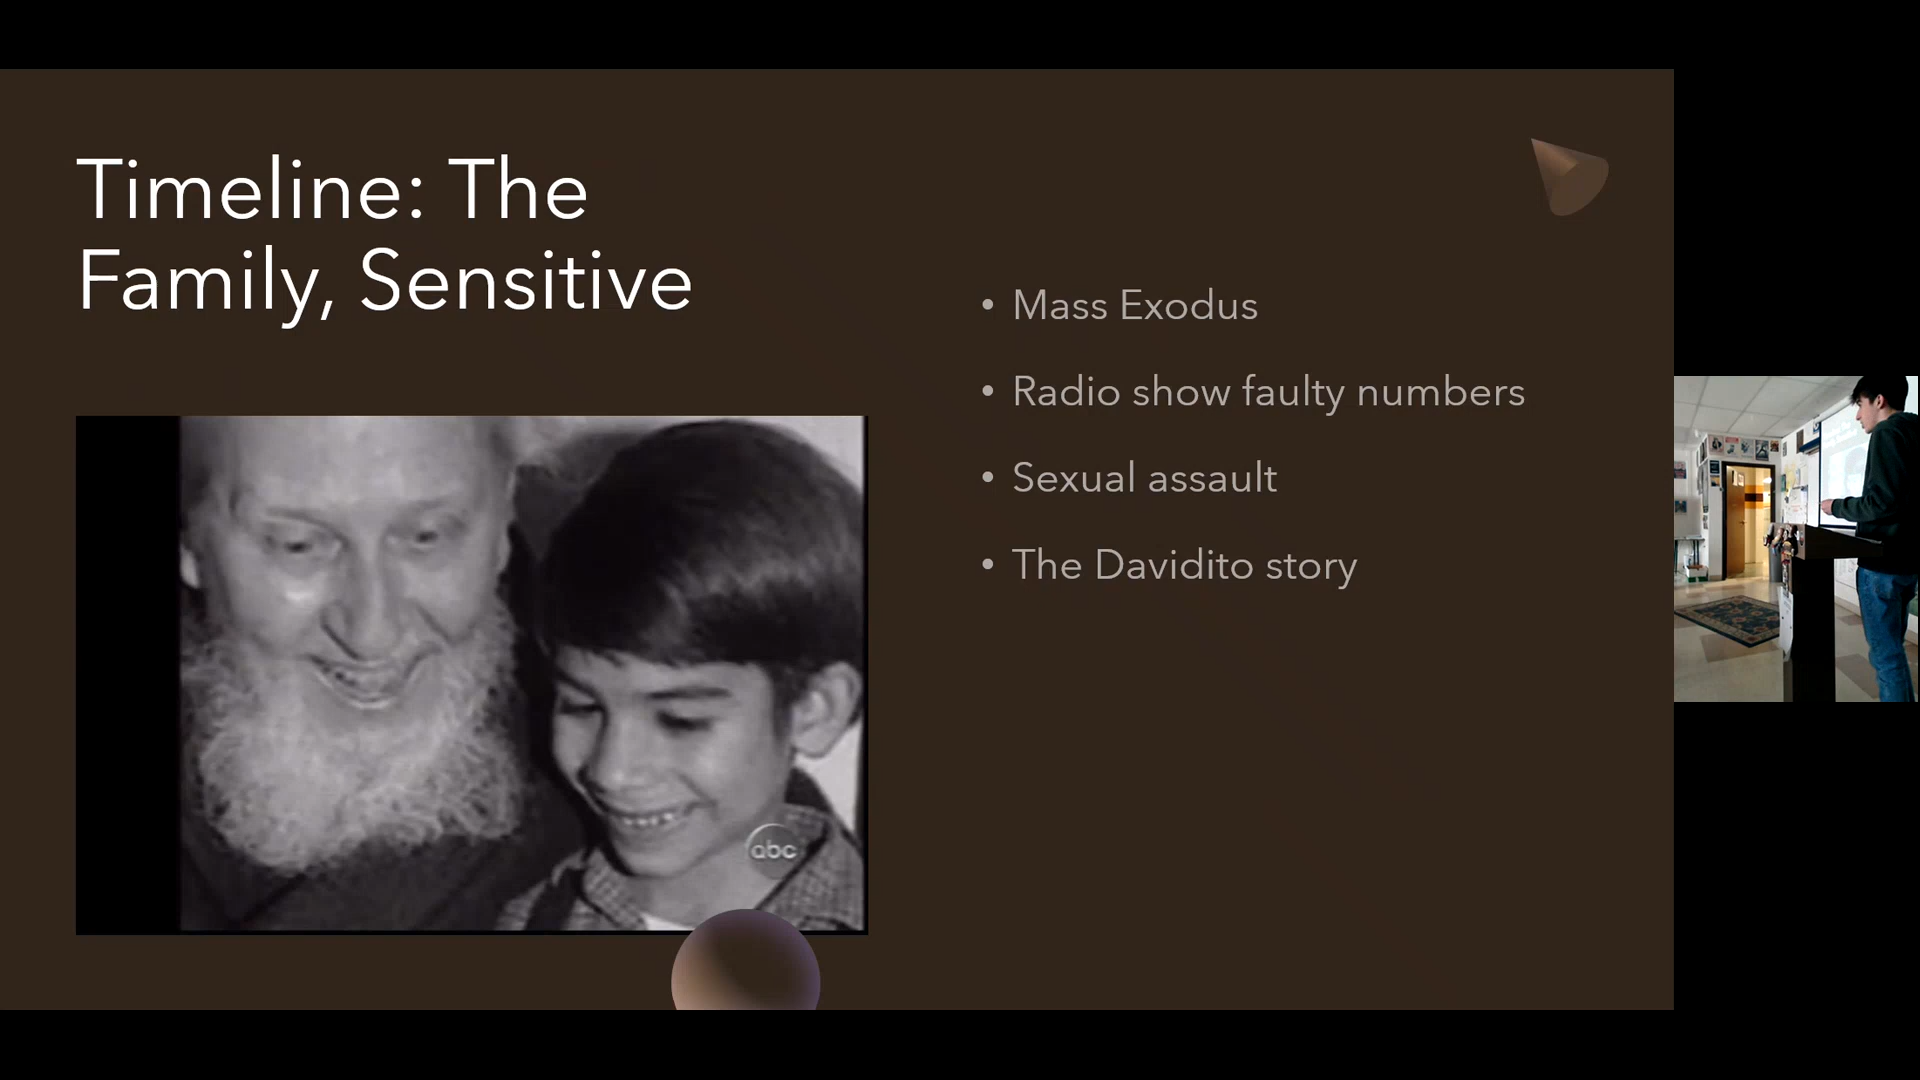 Timeline: The
Family, Sensitive
• Mass Exodus
• Radio show faulty numbers
• Sexual assault
• The Davidito story
abc